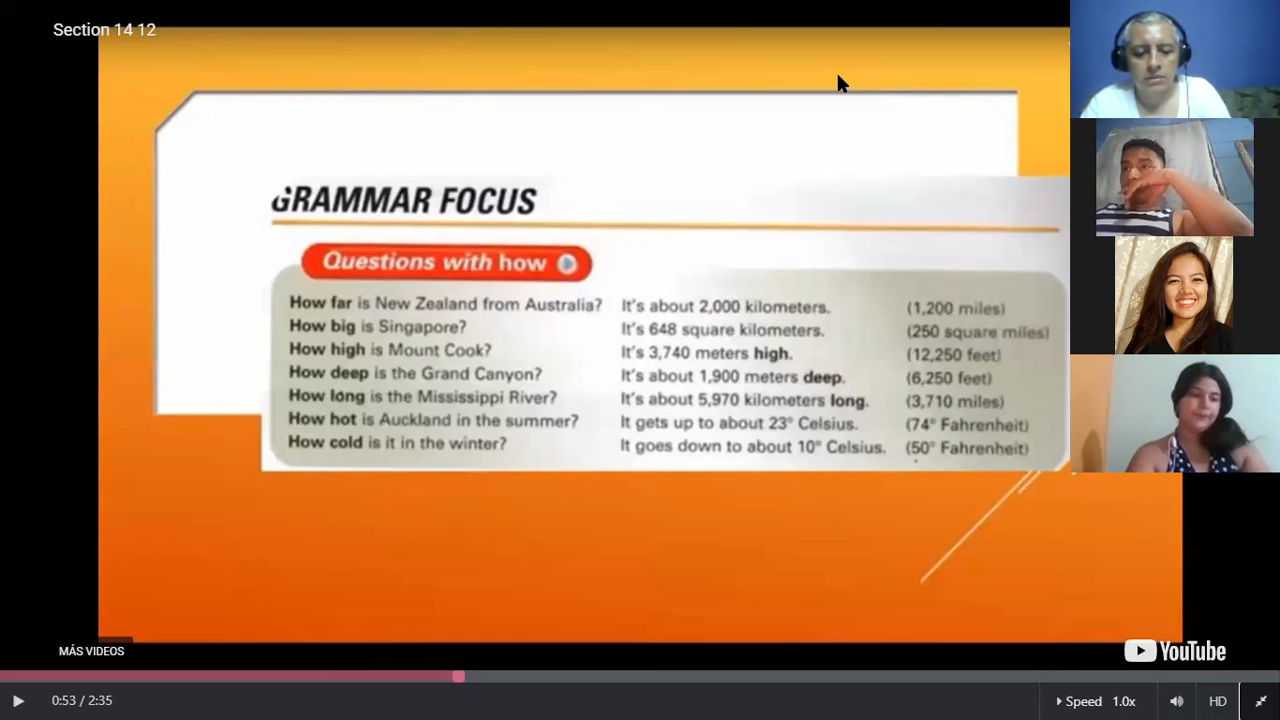 Section 14 12
GRAMMAR FOCUS
Questions with how
How far is New Zealand from Australia? It's about 2,000 kilometers. (1,200 miles)
How big is Singapore? It's 648 square kilometers. (250 square miles)
How high is Mount Cook? It's 3,740 meters high. (12,250 feet)
How deep is the Grand Canyon? It's about 1,900 meters deep. (6,250 feet)
How long is the Mississippi River? It's about 5,970 kilometers long. (3,710 miles)
How hot is Auckland in the summer? It gets up to about 23° Celsius. (74° Fahrenheit)
How cold is it in the winter? It goes down to about 10° Celsius. (50° Fahrenheit)
MÁS VIDEOS
YouTube
0:53 / 2:35
Speed 1.0x
HD